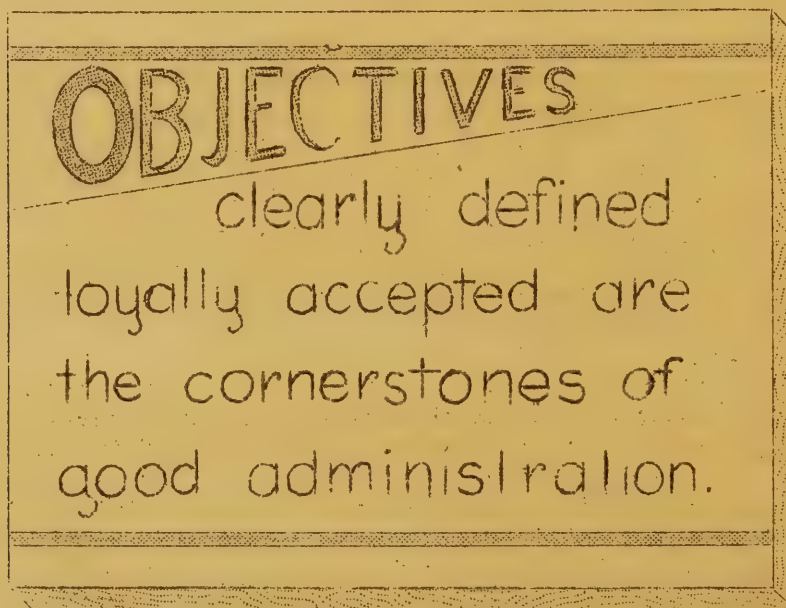 OBJECTIVES
clearly defined
loyally accepted are
the cornerstones of
good administration.